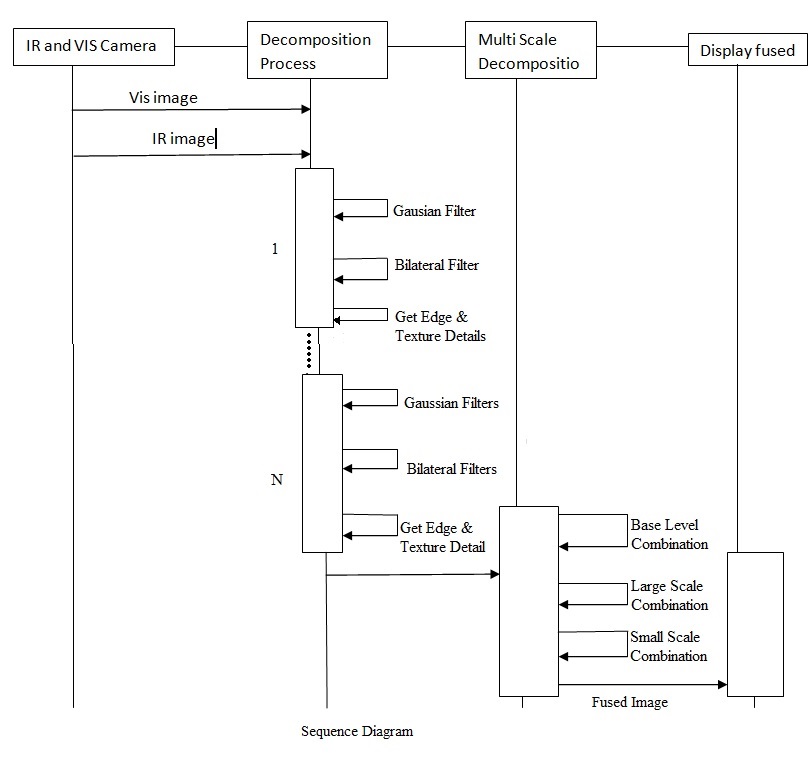 IR and VIS Camera
Decomposition
Process
Multi Scale
Decompositio
Display fused
Vis image
IR image
Gausian Filter
1
Bilateral Filter
Get Edge &
Texture Details
Gaussian Filters
Bilateral Filters
N
Get Edge &
Texture Detail
Base Level
Combination
Large Scale
Combination
Small Scale
Combination
Fused Image
Sequence Diagram